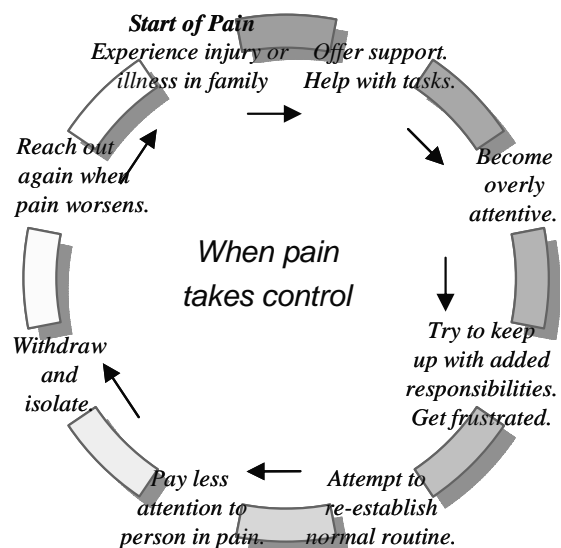 Start of Pain
Experience injury or
illness in family
Offer support.
Help with tasks.
Become
overly
attentive.
Try to keep
up with added
responsibilities.
Get frustrated.
Attempt to
re-establish
normal routine.
Pay less
attention to
person in pain.
Withdraw
and
isolate.
Reach out
again when
pain worsens.
When pain
takes control